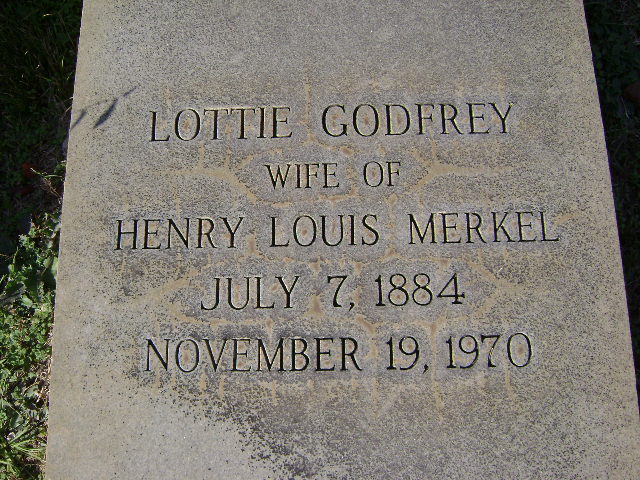 LOTTIE GODFREY
WIFE OF
HENRY LOUIS MERKEL
JULY 7, 1884
NOVEMBER 19, 1970